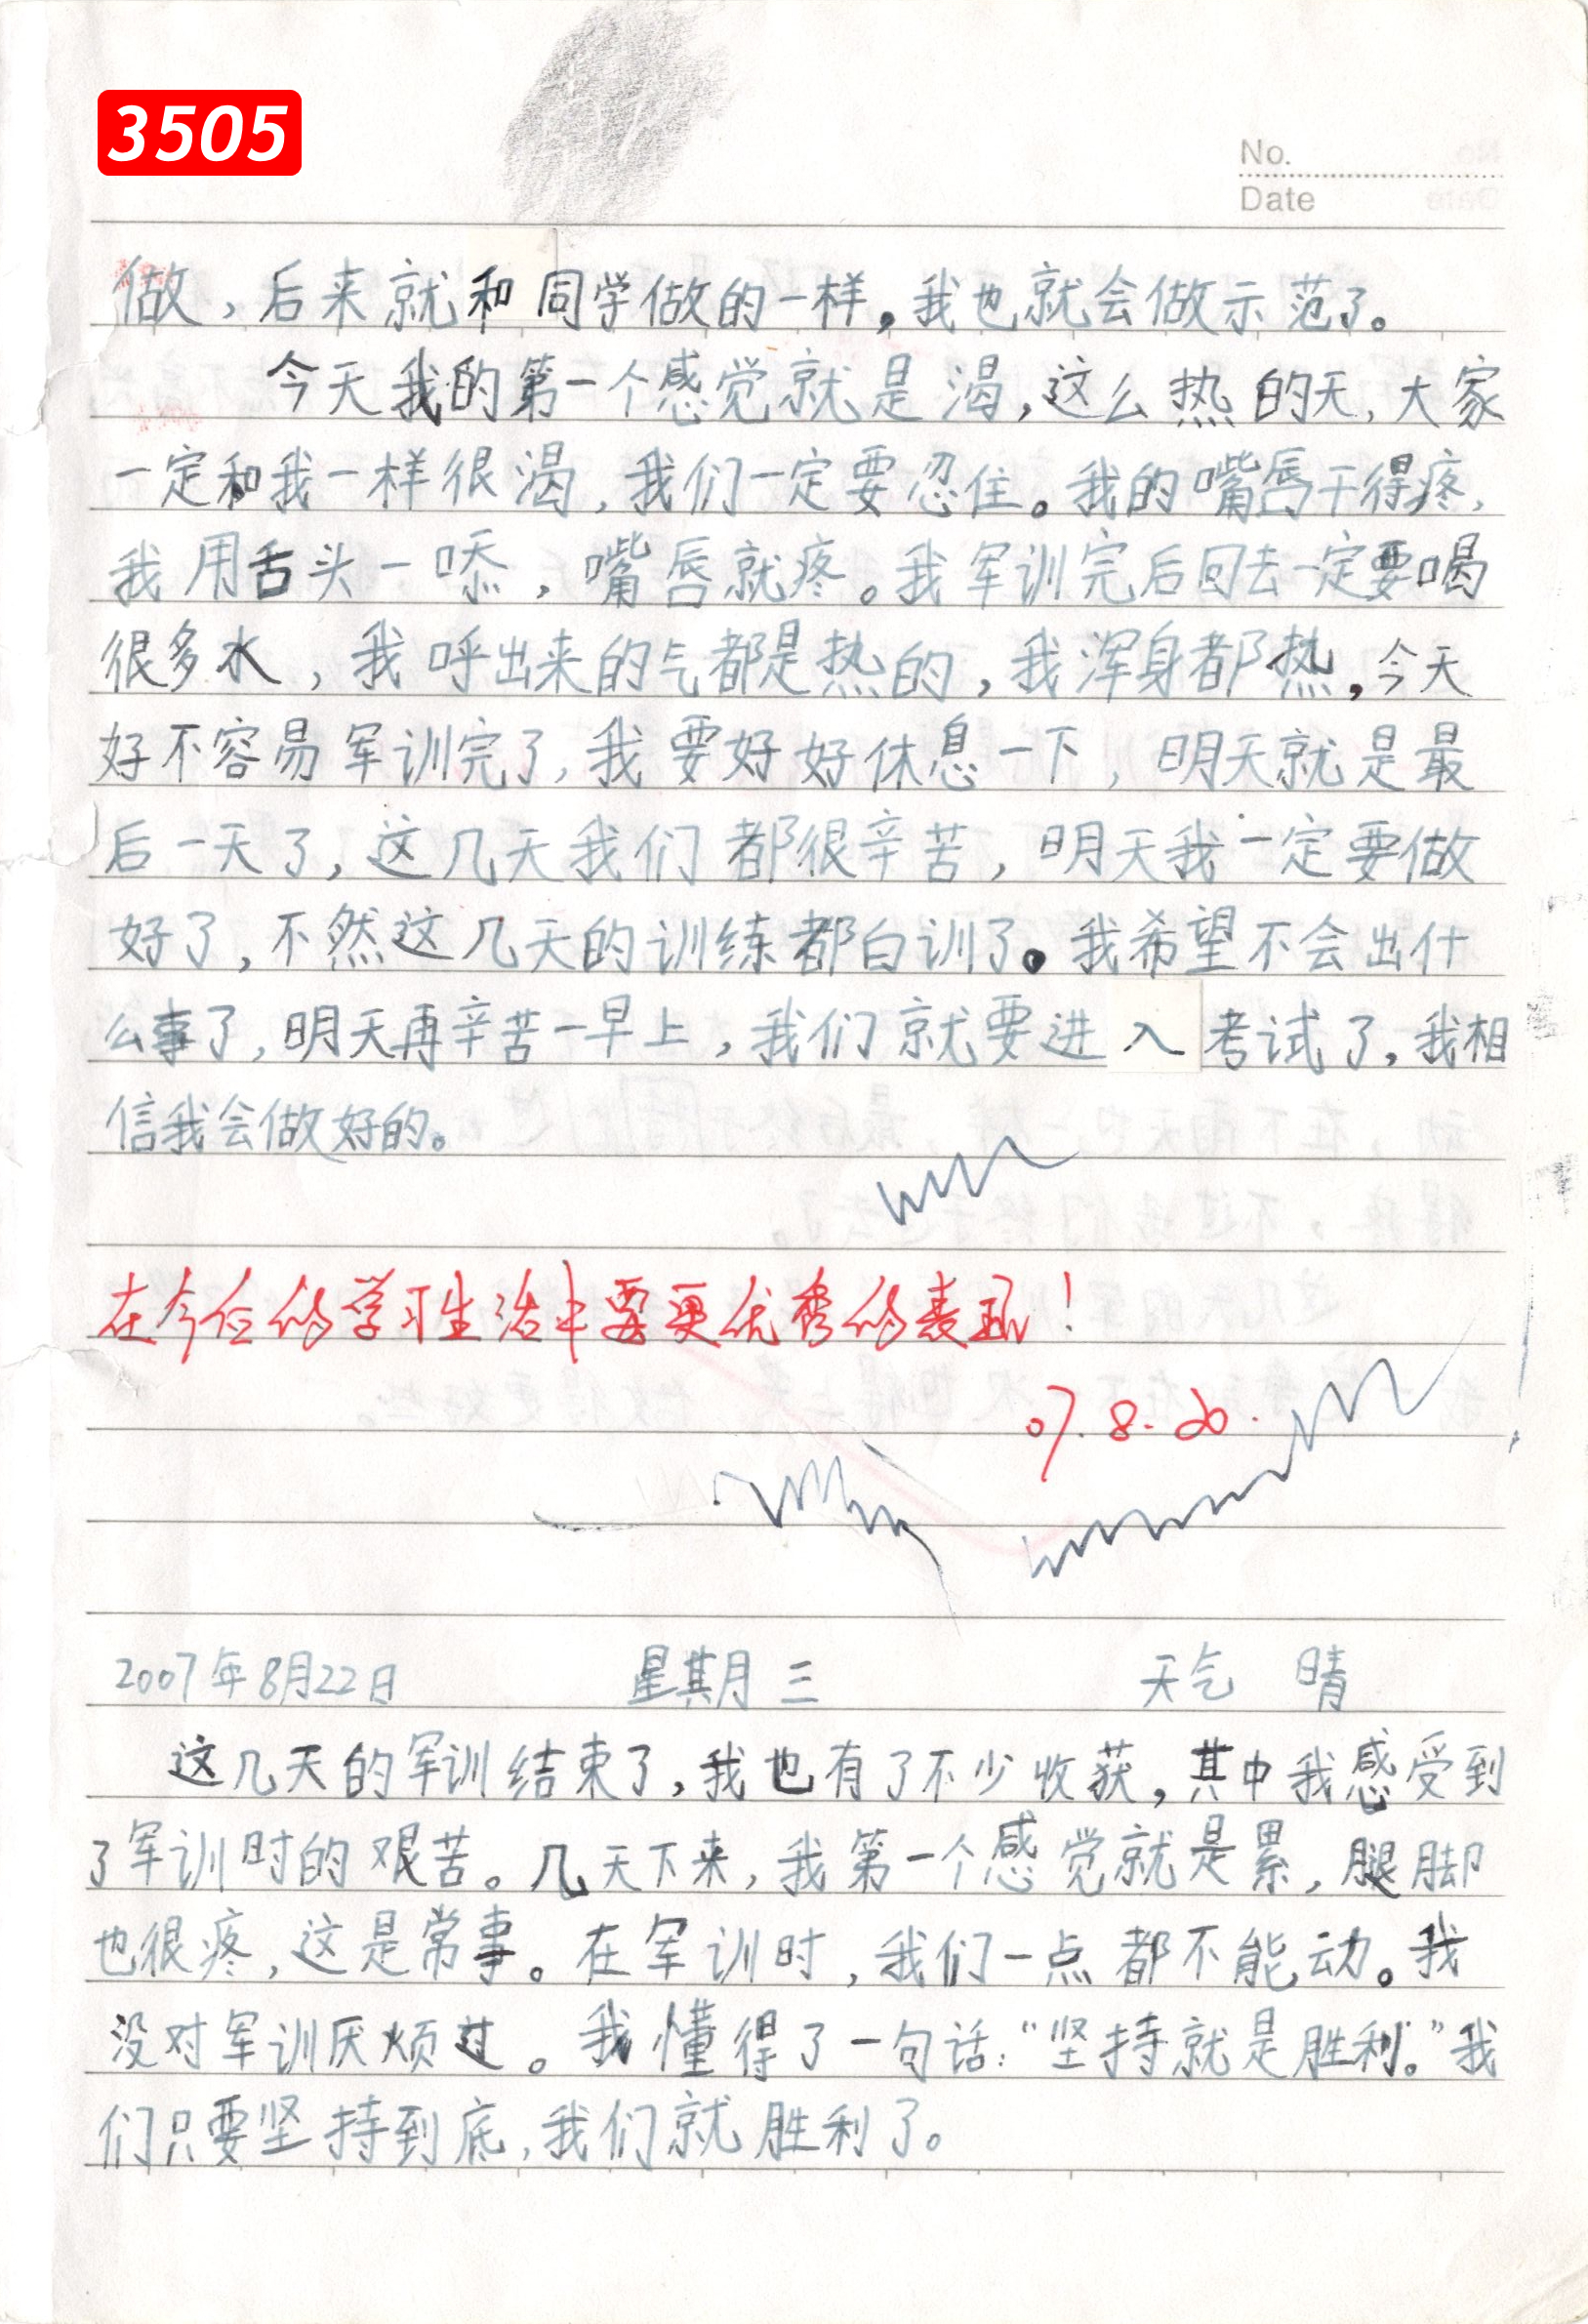 3505
No.
Date
做，后来就和同学做的一样，我也就会做示范了。
今天我的第一个感觉就是渴，这么热的天，大家
一定和我一样很渴，我们一定要忍住。我的嘴唇干得疼，
我用舌头一㖭，嘴唇就疼。我军训完后回去一定要喝
很多水，我呼出来的气都是热的，我浑身都热，今天
好不容易军训完了，我要好好休息一下，明天就是最
后一天了，这几天我们都很辛苦，明天我一定要做
好了，不然这几天的训练都白训了。我希望不会出什
么事了，明天再辛苦一早上，我们就要进入考试了，我相
信我会做好的。
在今后的学习生活中要更优秀的表现！
07.8.26.
2007年8月22日 星期三 天气 晴
这几天的军训结束了，我也有了不少收获，其中我感受到
了军训时的艰苦。几天下来，我第一个感觉就是累，腿脚
也很疼，这是常事。在军训时，我们一点都不能动。我
没对军训厌烦过。我懂得了一句话：“坚持就是胜利。”我
们只要坚持到底，我们就胜利了。